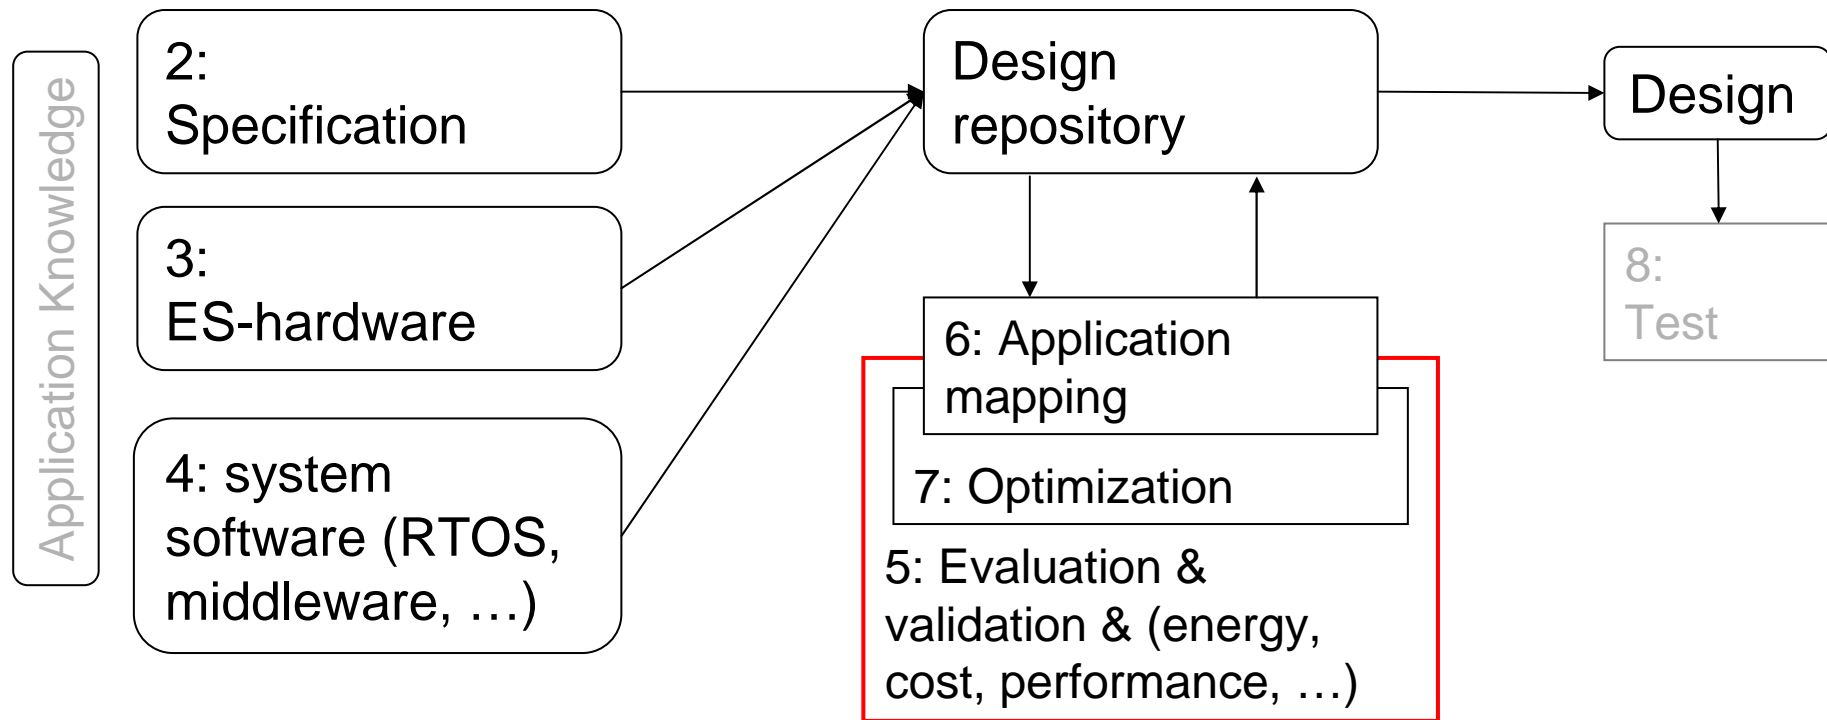 Application Knowledge
2:
Specification
3:
ES-hardware
4: system
software (RTOS,
middleware, …)
Design
repository
6: Application
mapping
7: Optimization
5: Evaluation &
validation & (energy,
cost, performance, …)
Design
8:
Test